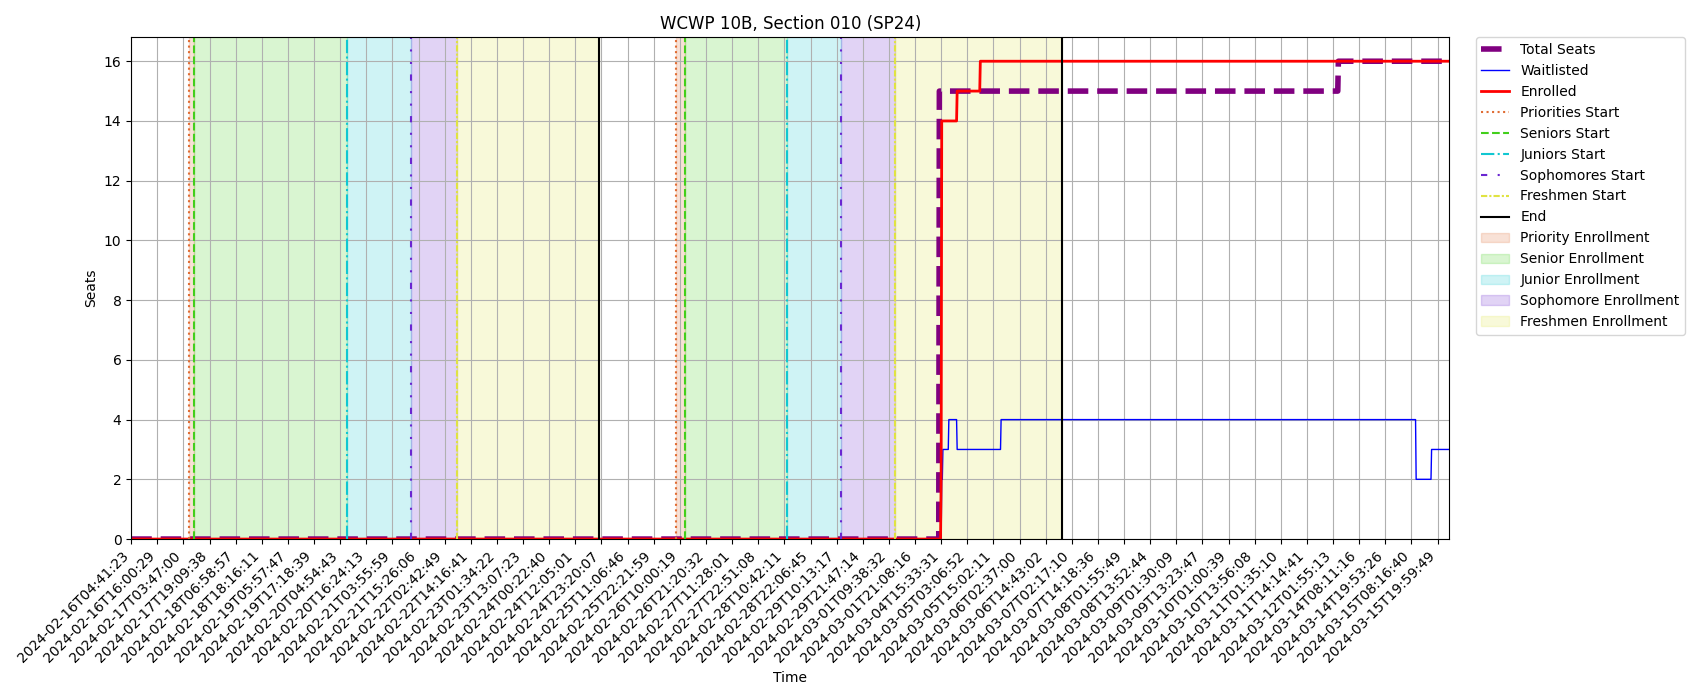 WCWP 10B, Section 010 (SP24)
Seats
16
14
12
10
8
6
4
2
0
2024-02-16T04:41:23
2024-02-16T16:00:29
2024-02-17T03:47:00
2024-02-17T19:09:38
2024-02-18T06:58:57
2024-02-18T18:16:11
2024-02-19T05:57:47
2024-02-19T17:18:39
2024-02-20T04:54:43
2024-02-20T16:24:13
2024-02-21T03:55:59
2024-02-21T15:26:06
2024-02-22T02:42:49
2024-02-22T14:16:41
2024-02-23T01:34:22
2024-02-23T13:07:23
2024-02-24T00:22:40
2024-02-24T12:05:01
2024-02-24T23:20:07
2024-02-25T11:06:46
2024-02-25T22:21:59
2024-02-26T10:00:19
2024-02-26T21:20:32
2024-02-27T11:28:01
2024-02-27T22:51:08
2024-02-28T10:42:11
2024-02-28T22:06:45
2024-02-29T10:13:17
2024-02-29T21:47:14
2024-03-01T09:38:32
2024-03-01T21:08:16
2024-03-04T15:33:31
2024-03-05T03:06:52
2024-03-05T15:02:11
2024-03-06T02:37:00
2024-03-06T14:43:02
2024-03-07T02:17:10
2024-03-07T14:18:36
2024-03-08T01:55:49
2024-03-08T13:52:44
2024-03-09T01:30:09
2024-03-09T13:23:47
2024-03-10T01:00:39
2024-03-10T13:56:08
2024-03-11T01:35:10
2024-03-11T14:14:41
2024-03-12T01:55:13
2024-03-14T08:11:16
2024-03-14T19:53:26
2024-03-15T08:16:40
2024-03-15T19:59:49
Time
Total Seats
Waitlisted
Enrolled
Priorities Start
Seniors Start
Juniors Start
Sophomores Start
Freshmen Start
End
Priority Enrollment
Senior Enrollment
Junior Enrollment
Sophomore Enrollment
Freshmen Enrollment